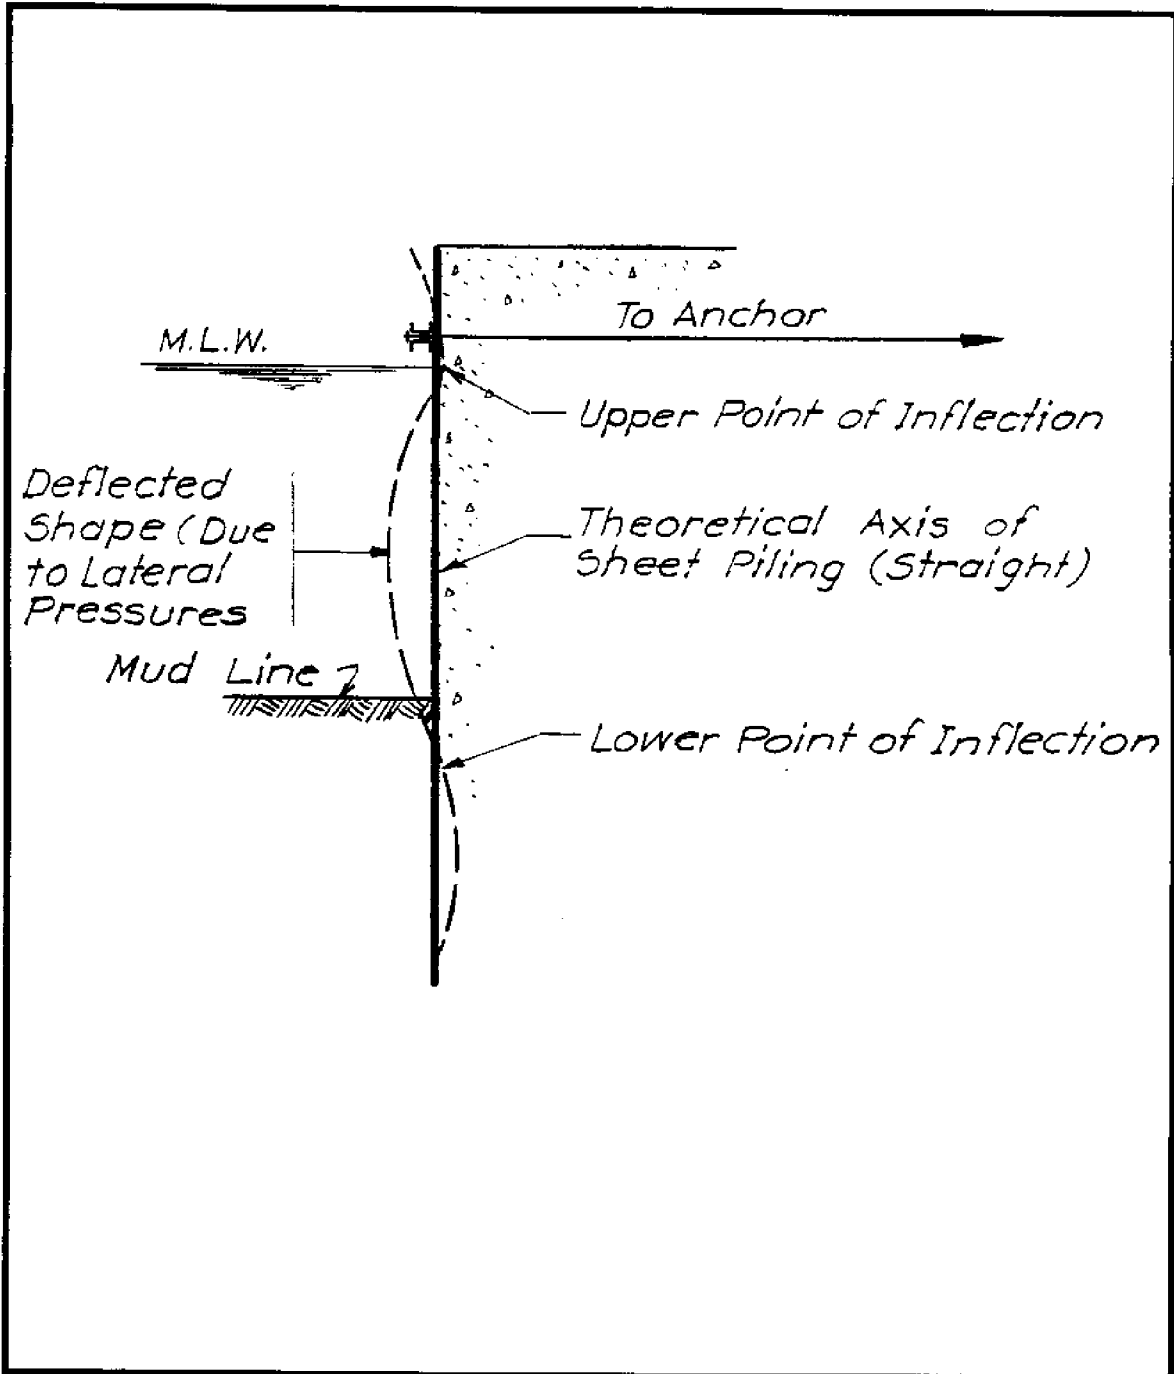 To Anchor
M.L.W.
Upper Point of Inflection
Deflected
Shape (Due
to Lateral
Pressures
Theoretical Axis of
Sheet Piling (Straight)
Mud Line
Lower Point of Inflection